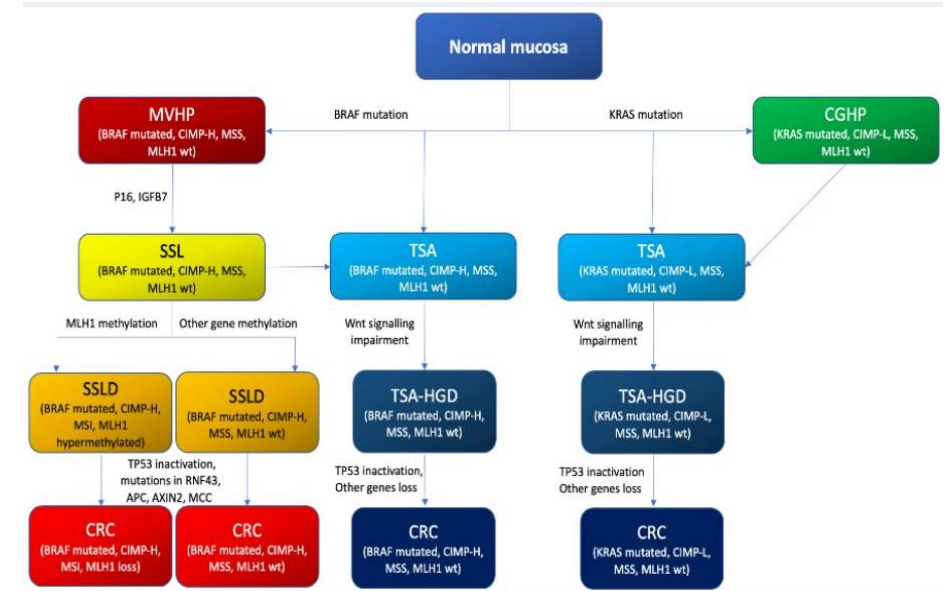 Normal mucosa
MVHP
(BRAF mutated, CIMP-H, MSS,
MLH1 wt)
BRAF mutation
KRAS mutation
CGHP
(KRAS mutated, CIMP-L, MSS,
MLH1 wt)
P16, IGFB7
SSL
(BRAF mutated, CIMP-H, MSS,
MLH1 wt)
TSA
(BRAF mutated, CIMP-H, MSS,
MLH1 wt)
TSA
(KRAS mutated, CIMP-L, MSS,
MLH1 wt)
MLH1 methylation
Other gene methylation
Wnt signalling
impairment
Wnt signalling
impairment
SSLD
(BRAF mutated, CIMP-H,
MSI, MLH1
hypermethylated)
SSLD
(BRAF mutated, CIMP-H,
MSS, MLH1 wt)
TSA-HGD
(BRAF mutated, CIMP-H,
MSS, MLH1 wt)
TSA-HGD
(KRAS mutated, CIMP-L,
MSS, MLH1 wt)
TP53 inactivation,
mutations in RNF43,
APC, AXIN2, MCC
TP53 inactivation,
Other genes loss
TP53 inactivation
Other genes loss
CRC
(BRAF mutated, CIMP-H,
MSI, MLH1 loss)
CRC
(BRAF mutated, CIMP-H,
MSS, MLH1 wt)
CRC
(BRAF mutated, CIMP-H,
MSS, MLH1 wt)
CRC
(KRAS mutated, CIMP-L,
MSS, MLH1 wt)